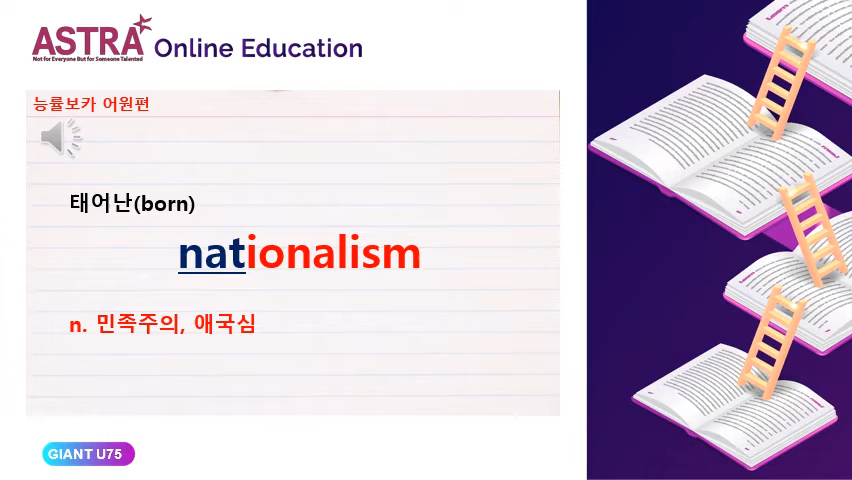 ASTRA Online Education
Not for Everyone But for Someone Talented
능률보카 어원편
태어난(born)
nationalism
n. 민족주의, 애국심
GIANT U75